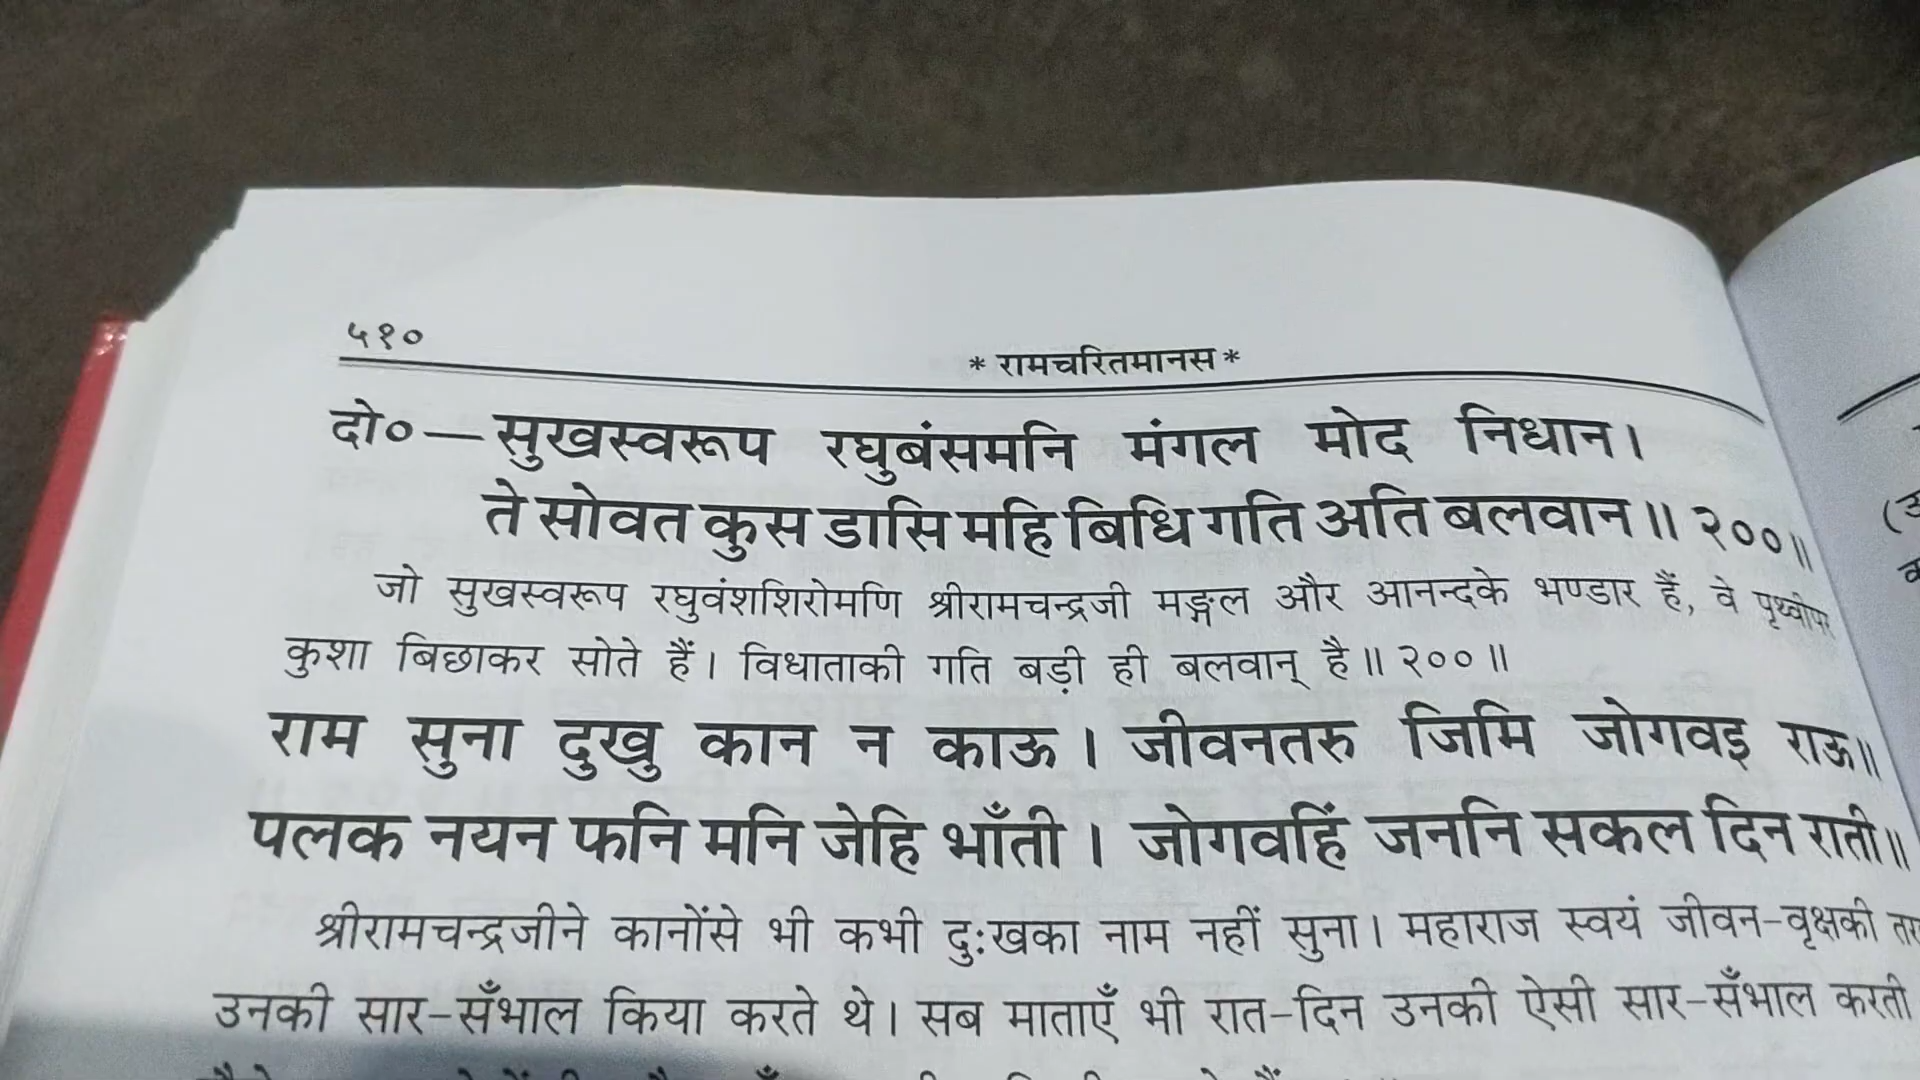 ५१०
* रामचरितमानस *
दो०—सुखस्वरूप रघुबंसमनि मंगल मोद निधान।
ते सोवत कुस डासि महि बिधि गति अति बलवान॥ २००॥
जो सुखस्वरूप रघुवंशशिरोमणि श्रीरामचन्द्रजी मङ्गल और आनन्दके भण्डार हैं, वे पृथ्वीपर
कुशा बिछाकर सोते हैं। विधाताकी गति बड़ी ही बलवान् है॥ २००॥
राम सुना दुखु कान न काऊ। जीवनतरु जिमि जोगवइ राऊ॥
पलक नयन फनि मनि जेहि भाँती। जोगवहिं जननि सकल दिन राती॥
श्रीरामचन्द्रजीने कानोंसे भी कभी दुःखका नाम नहीं सुना। महाराज स्वयं जीवन-वृक्षकी
उनकी सार-सँभाल किया करते थे। सब माताएँ भी रात-दिन उनकी ऐसी सार-सँभाल करती